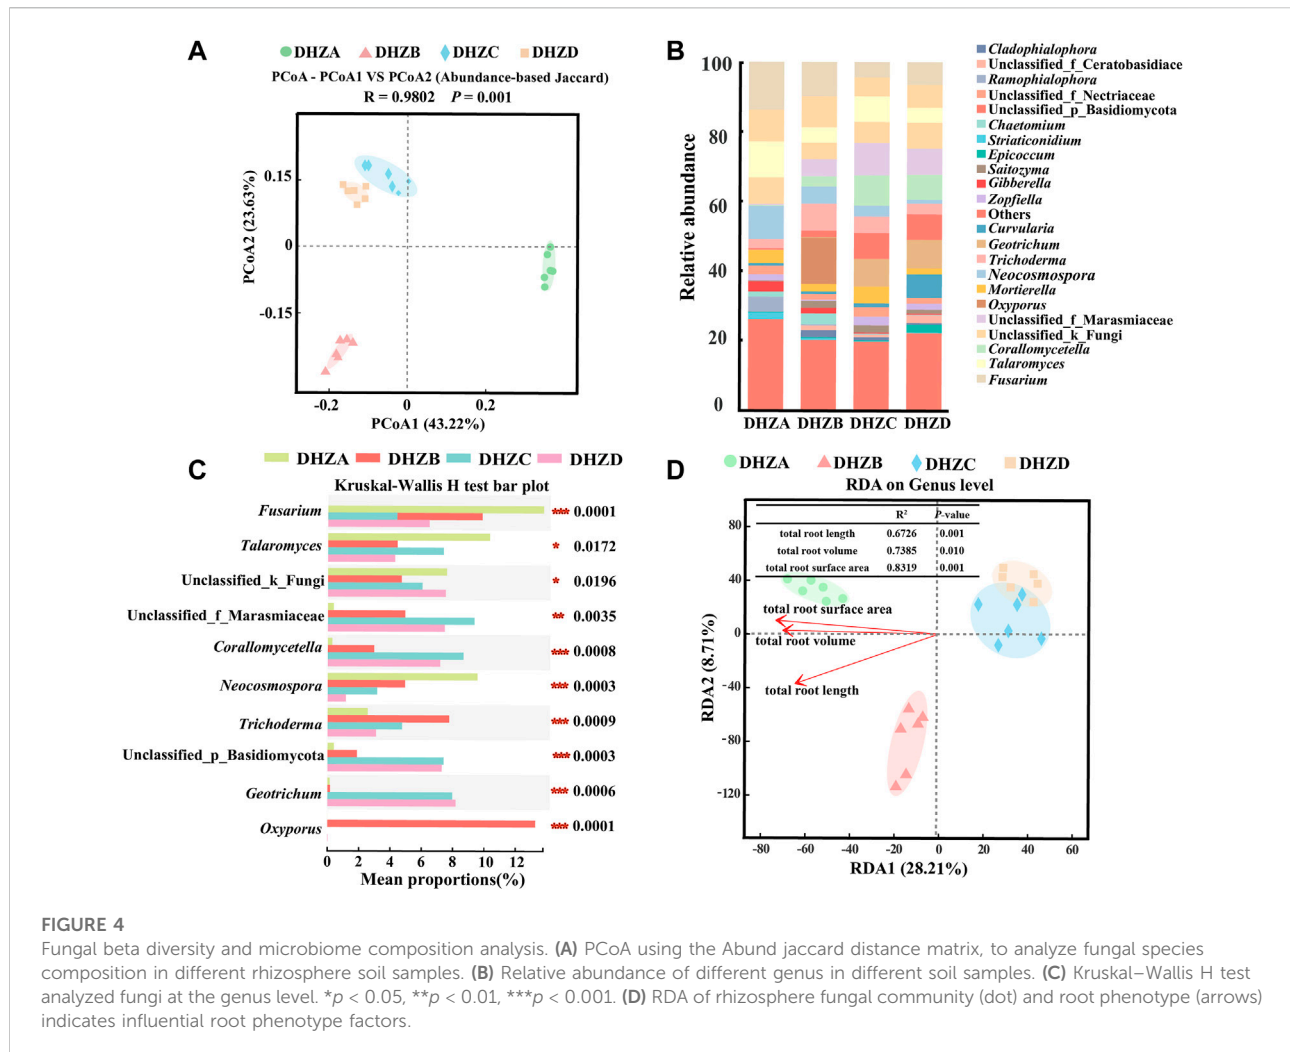 A
DHZA DHZB DHZC DHZD
PCoA - PCoA1 VS PCoA2 (Abundance-based Jaccard)
R = 0.9802 P = 0.001
PCoA2 (23.63%)
0.15
0
-0.15
-0.2 0 0.2
PCoA1 (43.22%)
B
Relative abundance
100
80
60
40
20
0
DHZA DHZB DHZC DHZD
Cladophialophora
Unclassified_f_Ceratobasidiace
Ramophialophora
Unclassified_f_Nectriaceae
Unclassified_p_Basidiomycota
Chaetomium
Striaticonidium
Epicoccum
Saitozyma
Gibberella
Zopfiella
Others
Curvularia
Geotrichum
Trichoderma
Neocosmospora
Mortierella
Oxyporus
Unclassified_f_Marasmiaceae
Unclassified_k_Fungi
Corallomycetella
Talaromyces
Fusarium
C
DHZA DHZB DHZC DHZD
Kruskal-Wallis H test bar plot
Fusarium *** 0.0001
Talaromyces * 0.0172
Unclassified_k_Fungi * 0.0196
Unclassified_f_Marasmiaceae ** 0.0035
Corallomycetella *** 0.0008
Neocosmospora *** 0.0003
Trichoderma *** 0.0009
Unclassified_p_Basidiomycota *** 0.0003
Geotrichum *** 0.0006
Oxyporus *** 0.0001
0 2 4 6 8 10 12
Mean proportions(%)
D
DHZA DHZB DHZC DHZD
RDA on Genus level
R² P-value
total root length 0.6726 0.001
total root volume 0.7385 0.010
total root surface area 0.8319 0.001
RDA2 (8.71%)
80
40
0
-40
-80
-120
total root surface area
total root volume
total root length
-80 -60 -40 -20 0 20 40 60
RDA1 (28.21%)
FIGURE 4
Fungal beta diversity and microbiome composition analysis. (A) PCoA using the Abund jaccard distance matrix, to analyze fungal species
composition in different rhizosphere soil samples. (B) Relative abundance of different genus in different soil samples. (C) Kruskal–Wallis H test
analyzed fungi at the genus level. *p < 0.05, **p < 0.01, ***p < 0.001. (D) RDA of rhizosphere fungal community (dot) and root phenotype (arrows)
indicates influential root phenotype factors.